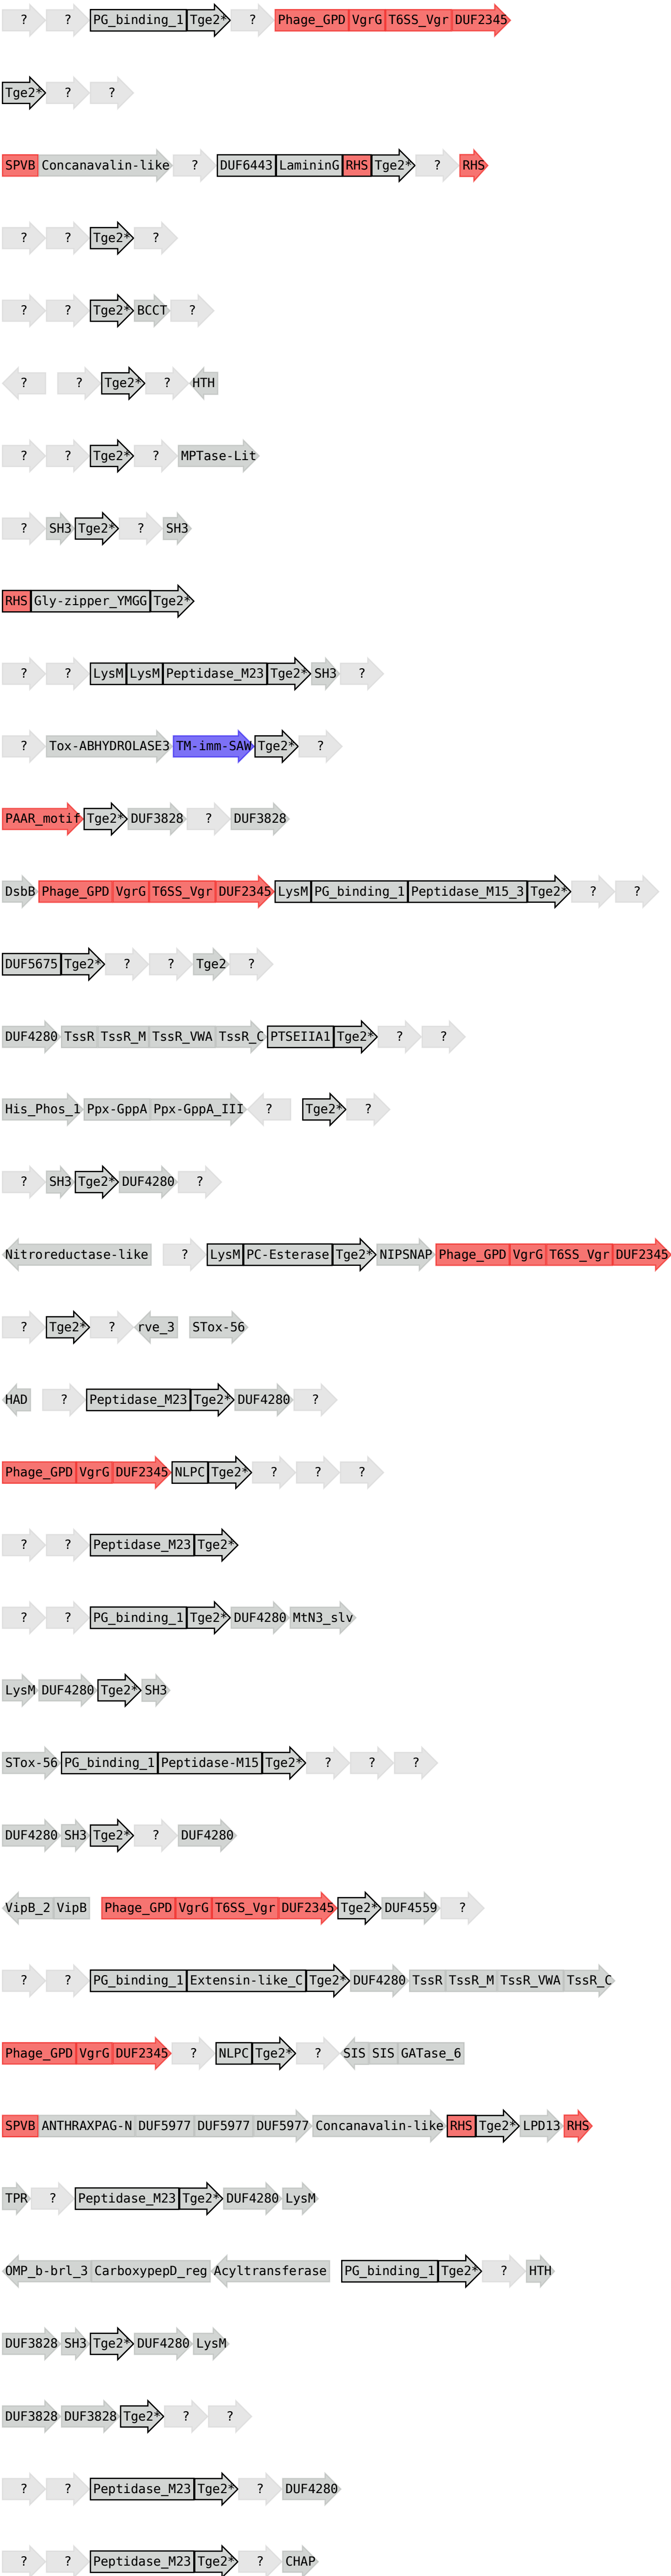 ? ? PG_binding_1 Tge2* ? Phage_GPD VgrG T6SS_Vgr DUF2345
Tge2* ? ?
SPVB Concanavalin-like ? DUF6443 LamininG RHS Tge2* ? RHS
? ? Tge2* ?
? ? Tge2* BCCT ?
? ? Tge2* ? HTH
? ? Tge2* ? MPTase-Lit
? SH3 Tge2* ? SH3
RHS Gly-zipper_YMGG Tge2*
? ? LysM LysM Peptidase_M23 Tge2* SH3 ?
? Tox-ABHYDROLASE3 TM-imm-SAW Tge2* ?
PAAR_motif Tge2* DUF3828 ? DUF3828
DsbB Phage_GPD VgrG T6SS_Vgr DUF2345 LysM PG_binding_1 Peptidase_M15_3 Tge2* ? ?
DUF5675 Tge2* ? ? Tge2 ?
DUF4280 TssR TssR_M TssR_VWA TssR_C PTSEIIA1 Tge2* ? ?
His_Phos_1 Ppx-GppA Ppx-GppA_III ? Tge2* ?
? SH3 Tge2* DUF4280 ?
Nitroreductase-like ? LysM PC-Esterase Tge2* NIPSNAP Phage_GPD VgrG T6SS_Vgr DUF2345
? Tge2* ? rve_3 STox-56
HAD ? Peptidase_M23 Tge2* DUF4280 ?
Phage_GPD VgrG DUF2345 NLPC Tge2* ? ? ?
? ? Peptidase_M23 Tge2*
? ? PG_binding_1 Tge2* DUF4280 MtN3_slv
LysM DUF4280 Tge2* SH3
STox-56 PG_binding_1 Peptidase-M15 Tge2* ? ? ?
DUF4280 SH3 Tge2* ? DUF4280
VipB_2 VipB Phage_GPD VgrG T6SS_Vgr DUF2345 Tge2* DUF4559 ?
? ? PG_binding_1 Extensin-like_C Tge2* DUF4280 TssR TssR_M TssR_VWA TssR_C
Phage_GPD VgrG DUF2345 ? NLPC Tge2* ? SIS SIS GATase_6
SPVB ANTHRAXPAG-N DUF5977 DUF5977 DUF5977 Concanavalin-like RHS Tge2* LPD13 RHS
TPR ? Peptidase_M23 Tge2* DUF4280 LysM
OMP_b-brl_3 CarboxypepD_reg Acyltransferase PG_binding_1 Tge2* ? HTH
DUF3828 SH3 Tge2* DUF4280 LysM
DUF3828 DUF3828 Tge2* ? ?
? ? Peptidase_M23 Tge2* ? DUF4280
? ? Peptidase_M23 Tge2* ? CHAP